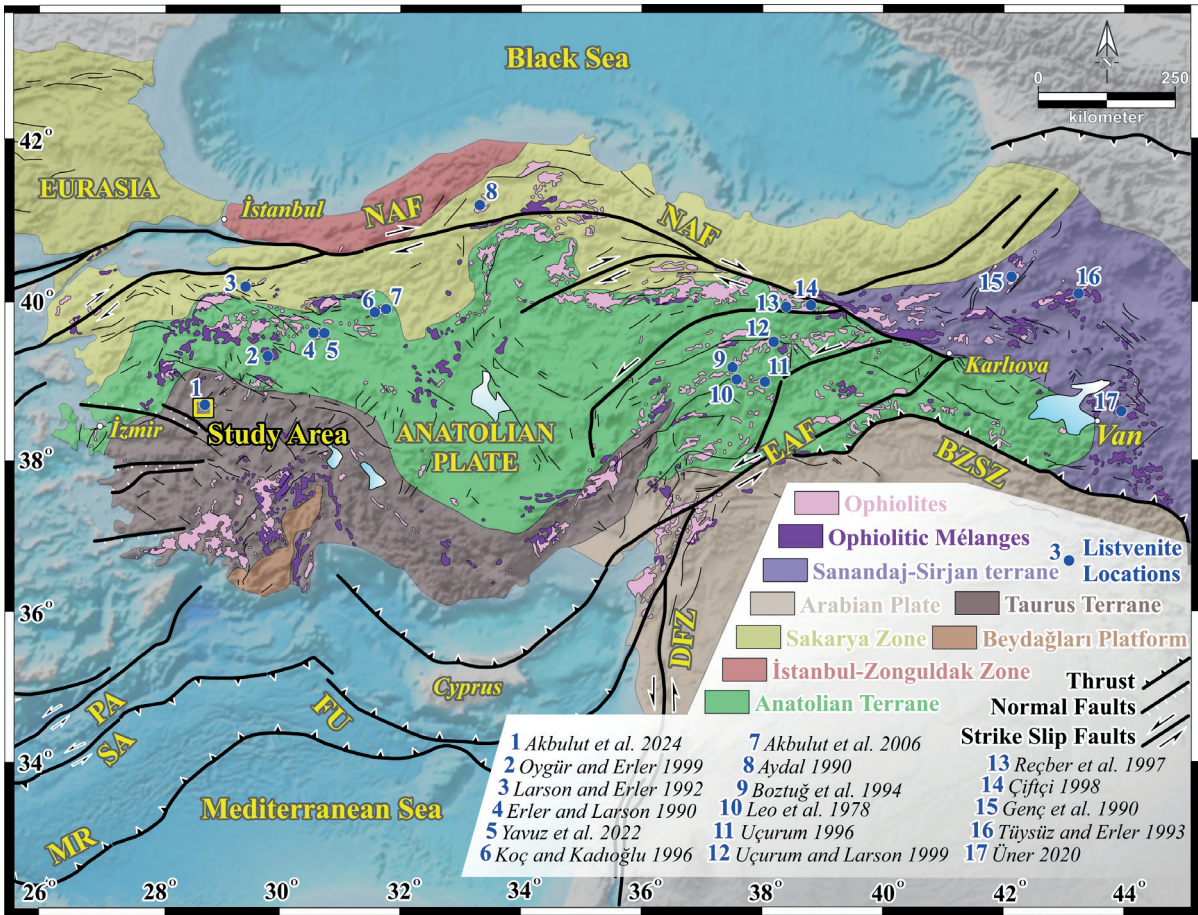 Black Sea
N
0 250
kilometer
42°
EURASIA
İstanbul
NAF
8
NAF
40°
3
6 7
4 5
2
13 14
12
9
10 11
15
16
Karlıova
1
Study Area
İzmir
ANATOLIAN
PLATE
17
Van
38°
EAF
BZSZ
Ophiolites
Ophiolitic Mélanges
3 Listvenite
Locations
Sanandaj-Sirjan terrane
Arabian Plate
Taurus Terrane
Sakarya Zone
Beydağları Platform
İstanbul-Zonguldak Zone
Anatolian Terrane
Thrust
Normal Faults
Strike Slip Faults
36°
DFZ
Cyprus
PA
SA
FU
34°
Mediterranean Sea
MR
1 Akbulut et al. 2024
2 Oygür and Erler 1999
3 Larson and Erler 1992
4 Erler and Larson 1990
5 Yavuz et al. 2022
6 Koç and Kadıoğlu 1996
7 Akbulut et al. 2006
8 Aydal 1990
9 Boztuğ et al. 1994
10 Leo et al. 1978
11 Uçurum 1996
12 Uçurum and Larson 1999
13 Reçber et al. 1997
14 Çiftçi 1998
15 Genç et al. 1990
16 Tüysüz and Erler 1993
17 Üner 2020
26° 28° 30° 32° 34° 36° 38° 40° 42° 44°